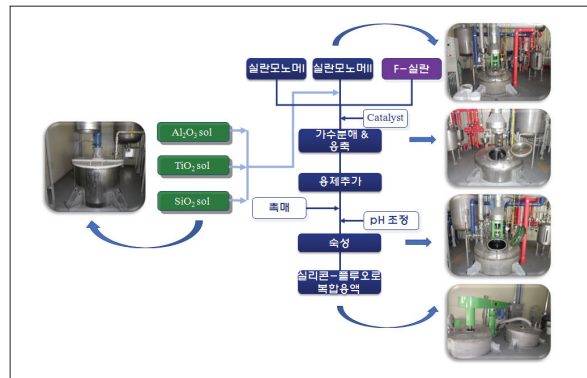 실란모노머I
실란모노머II
F-실란
Catalyst
Al₂O₃ sol
TiO₂ sol
SiO₂ sol
가수분해 &
응축
용제추가
촉매
pH 조정
숙성
실리콘-플루오로
복합용액